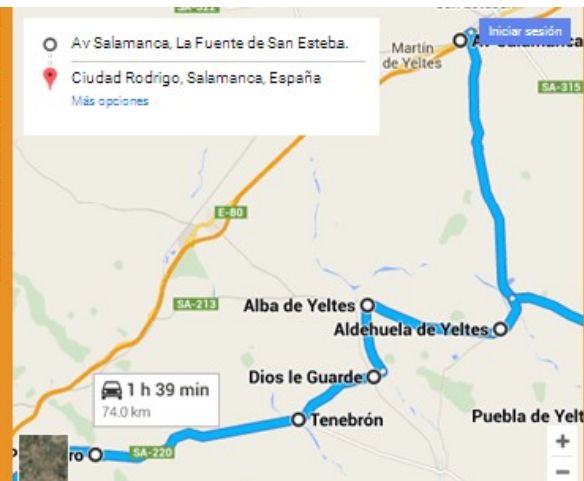 SA-322
Av Salamanca, La Fuente de San Esteba.
Ciudad Rodrigo, Salamanca, España
Más opciones
Iniciar sesión
Martín
de Yeltes
SA-315
E-80
SA-213
Alba de Yeltes
Aldehuela de Yeltes
Dios le Guarde
1 h 39 min
74.0 km
Tenebrón
Puebla de Yelt
SA-220
+
−